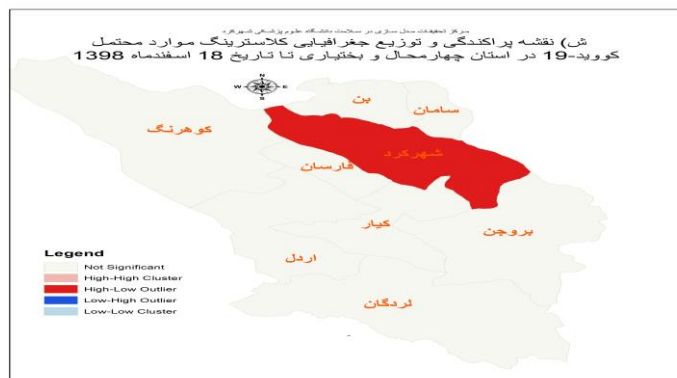 مرکز تحقیقات مدل سازی در سلامت دانشگاه علوم پزشکی شهرکرد
ش) نقشه پراکندگی و توزیع جغرافیایی کلاسترینگ موارد محتمل
کووید-19 در استان چهارمحال و بختیاری تا تاریخ 18 اسفندماه 1398
N
W E
S
بن
سامان
کوهرنگ
شهرکرد
فارسان
کیار
بروجن
اردل
لردگان
Legend
Not Significant
High-High Cluster
High-Low Outlier
Low-High Outlier
Low-Low Cluster